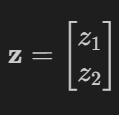 z = [z₁
z₂]